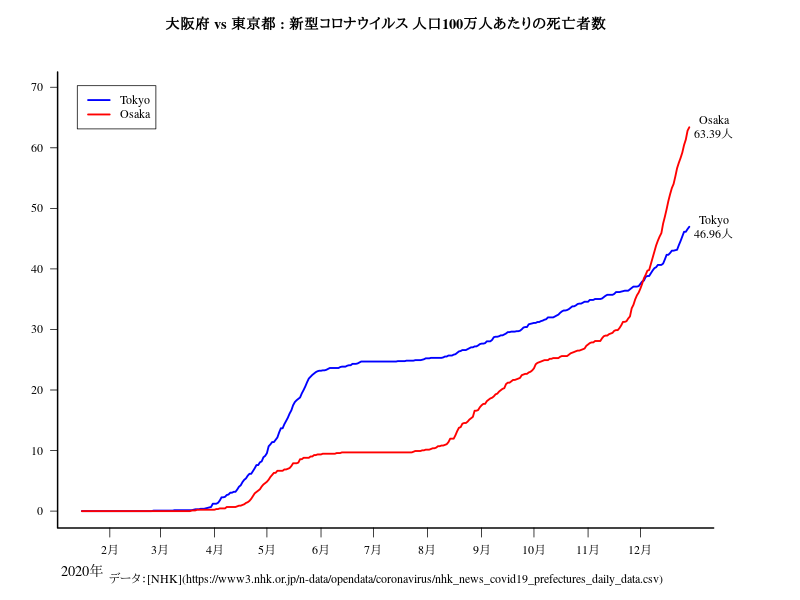 大阪府 vs 東京都 : 新型コロナウイルス 人口100万人あたりの死亡者数
70
60
50
40
30
20
10
0
Tokyo
Osaka
Osaka
63.39人
Tokyo
46.96人
2月 3月 4月 5月 6月 7月 8月 9月 10月 11月 12月
2020年
データ:[NHK](https://www3.nhk.or.jp/n-data/opendata/coronavirus/nhk_news_covid19_prefectures_daily_data.csv)